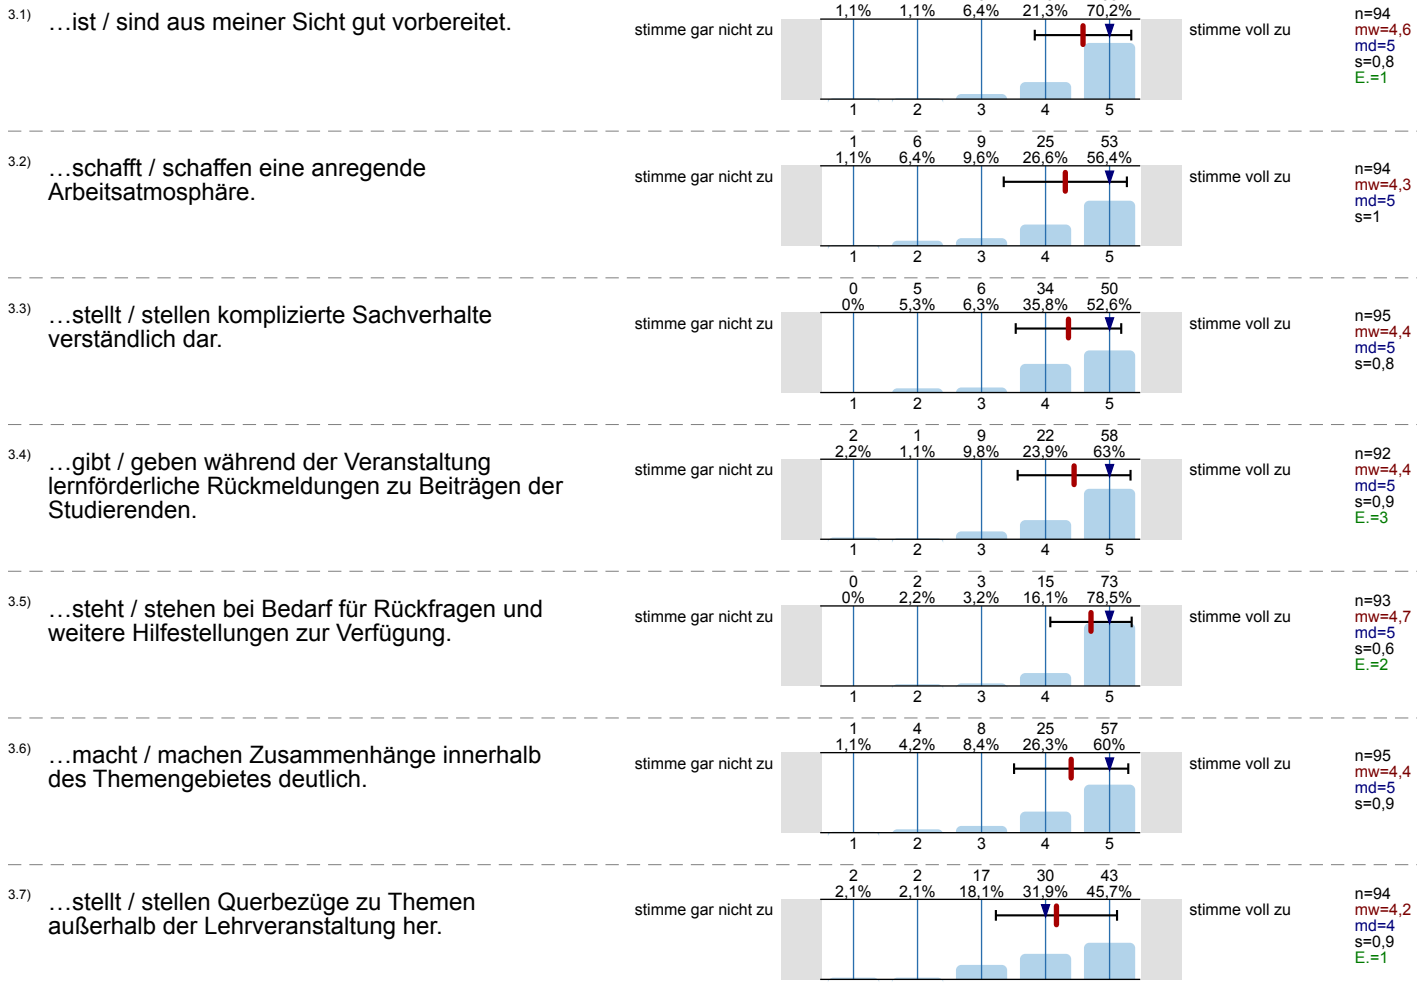 3.1) …ist / sind aus meiner Sicht gut vorbereitet.
stimme gar nicht zu
1,1% 1,1% 6,4% 21,3% 70,2%
1 2 3 4 5
stimme voll zu
n=94
mw=4,6
md=5
s=0,8
E.=1
3.2) …schafft / schaffen eine anregende
Arbeitsatmosphäre.
stimme gar nicht zu
1 6 9 25 53
1,1% 6,4% 9,6% 26,6% 56,4%
1 2 3 4 5
stimme voll zu
n=94
mw=4,3
md=5
s=1
3.3) …stellt / stellen komplizierte Sachverhalte
verständlich dar.
stimme gar nicht zu
0 5 6 34 50
0% 5,3% 6,3% 35,8% 52,6%
1 2 3 4 5
stimme voll zu
n=95
mw=4,4
md=5
s=0,8
3.4) …gibt / geben während der Veranstaltung
lernförderliche Rückmeldungen zu Beiträgen der
Studierenden.
stimme gar nicht zu
2 1 9 22 58
2,2% 1,1% 9,8% 23,9% 63%
1 2 3 4 5
stimme voll zu
n=92
mw=4,4
md=5
s=0,9
E.=3
3.5) …steht / stehen bei Bedarf für Rückfragen und
weitere Hilfestellungen zur Verfügung.
stimme gar nicht zu
0 2 3 15 73
0% 2,2% 3,2% 16,1% 78,5%
1 2 3 4 5
stimme voll zu
n=93
mw=4,7
md=5
s=0,6
E.=2
3.6) …macht / machen Zusammenhänge innerhalb
des Themengebietes deutlich.
stimme gar nicht zu
1 4 8 25 57
1,1% 4,2% 8,4% 26,3% 60%
1 2 3 4 5
stimme voll zu
n=95
mw=4,4
md=5
s=0,9
3.7) …stellt / stellen Querbezüge zu Themen
außerhalb der Lehrveranstaltung her.
stimme gar nicht zu
2 2 17 30 43
2,1% 2,1% 18,1% 31,9% 45,7%
stimme voll zu
n=94
mw=4,2
md=4
s=0,9
E.=1